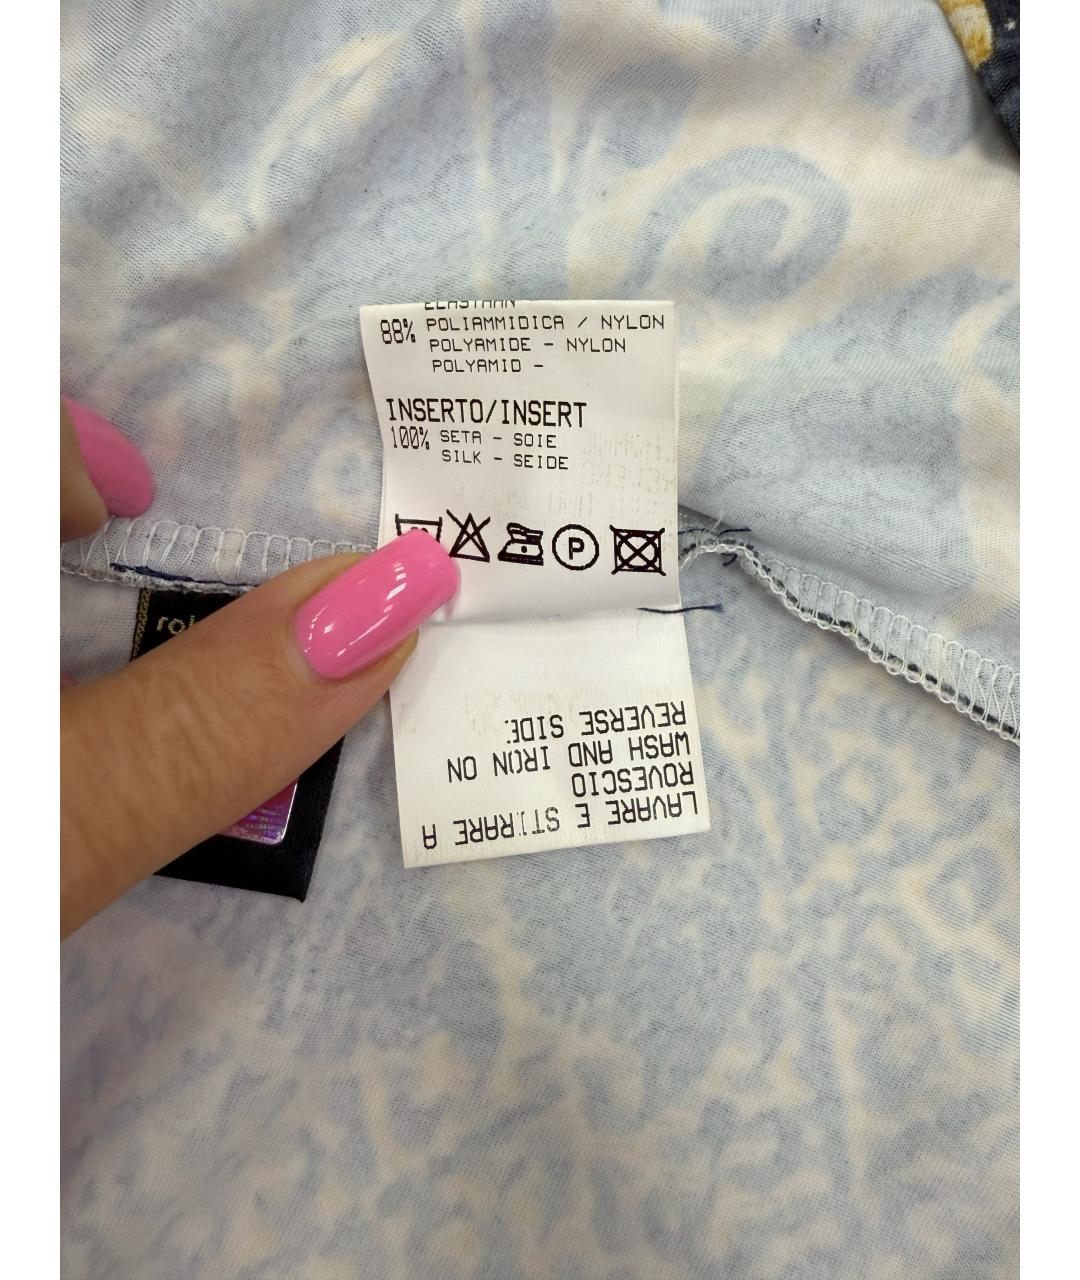 ELASTHAN
88% POLIAMMIDICA / NYLON
POLYAMIDE - NYLON
POLYAMID -
INSERTO/INSERT
100% SETA - SOIE
SILK - SEIDE
P
LAVARE E STIRARE A
ROVESCIO
WASH AND IRON ON
REVERSE SIDE.